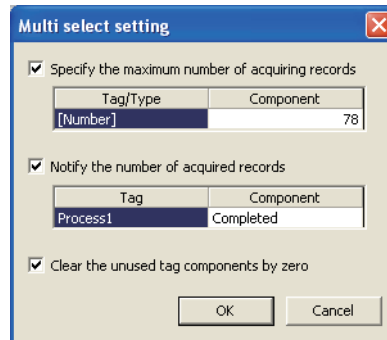 Multi select setting
Specify the maximum number of acquiring records
Tag/Type Component
[Number] 78
Notify the number of acquired records
Tag Component
Process1 Completed
Clear the unused tag components by zero
OK Cancel